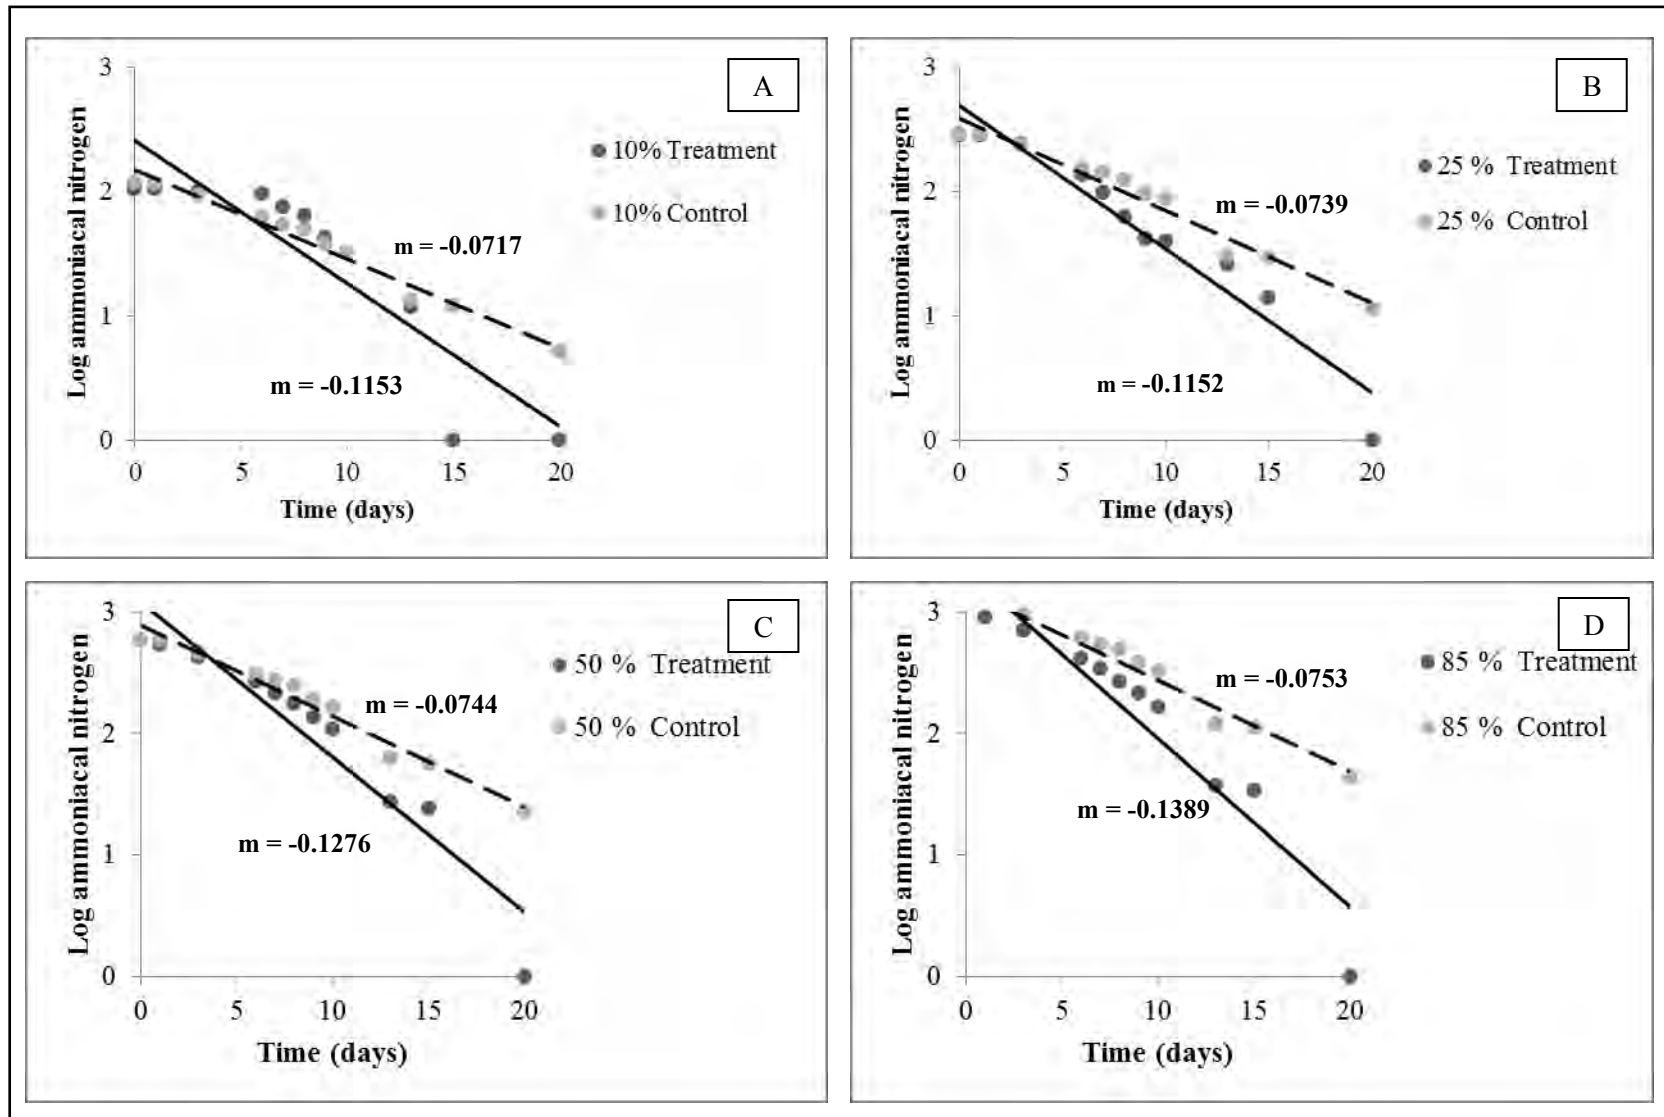 A
Log ammoniacal nitrogen
3
2
1
0
0 5 10 15 20
Time (days)
10% Treatment
10% Control
m = -0.0717
m = -0.1153
B
Log ammoniacal nitrogen
3
2
1
0
0 5 10 15 20
Time (days)
25 % Treatment
25 % Control
m = -0.0739
m = -0.1152
C
Log ammoniacal nitrogen
3
2
1
0
0 5 10 15 20
Time (days)
50 % Treatment
50 % Control
m = -0.0744
m = -0.1276
D
Log ammoniacal nitrogen
3
2
1
0
0 5 10 15 20
Time (days)
85 % Treatment
85 % Control
m = -0.0753
m = -0.1389